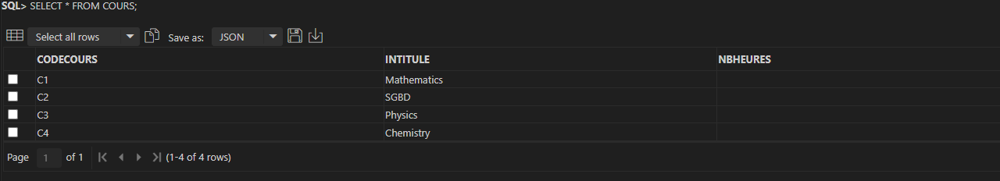 SQL> SELECT * FROM COURS;
Select all rows Save as: JSON
CODECOURS INTITULE NBHEURES
C1 Mathematics
C2 SGBD
C3 Physics
C4 Chemistry
Page 1 of 1 (1-4 of 4 rows)